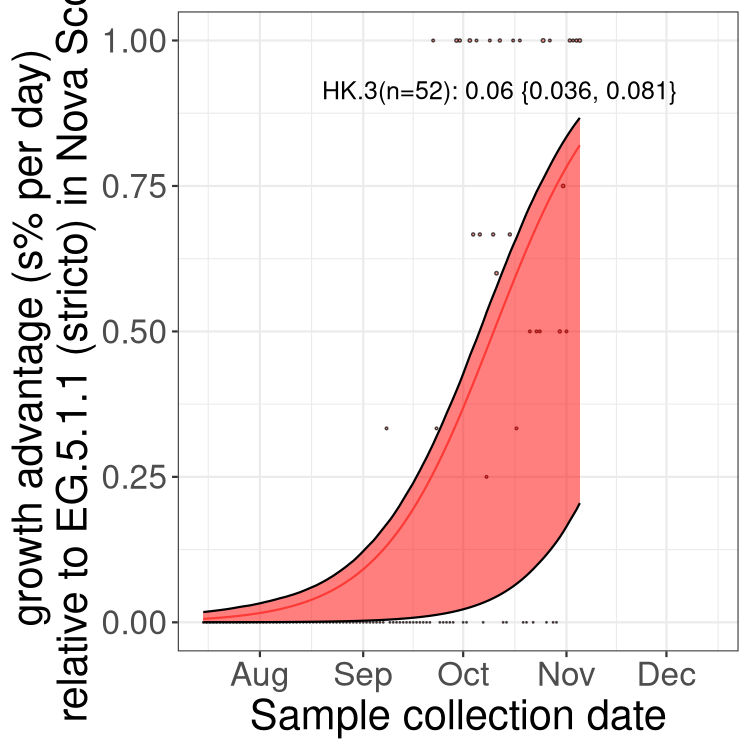 growth advantage (s% per day)
relative to EG.5.1.1 (stricto) in Nova
1.00
HK.3(n=52): 0.06 {0.036, 0.081}
0.75
0.50
0.25
0.00
Aug Sep Oct Nov Dec
Sample collection date